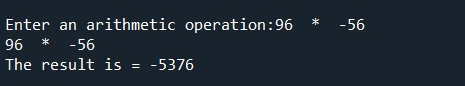 Enter an arithmetic operation:96  *  -56
96  *  -56
The result is = -5376